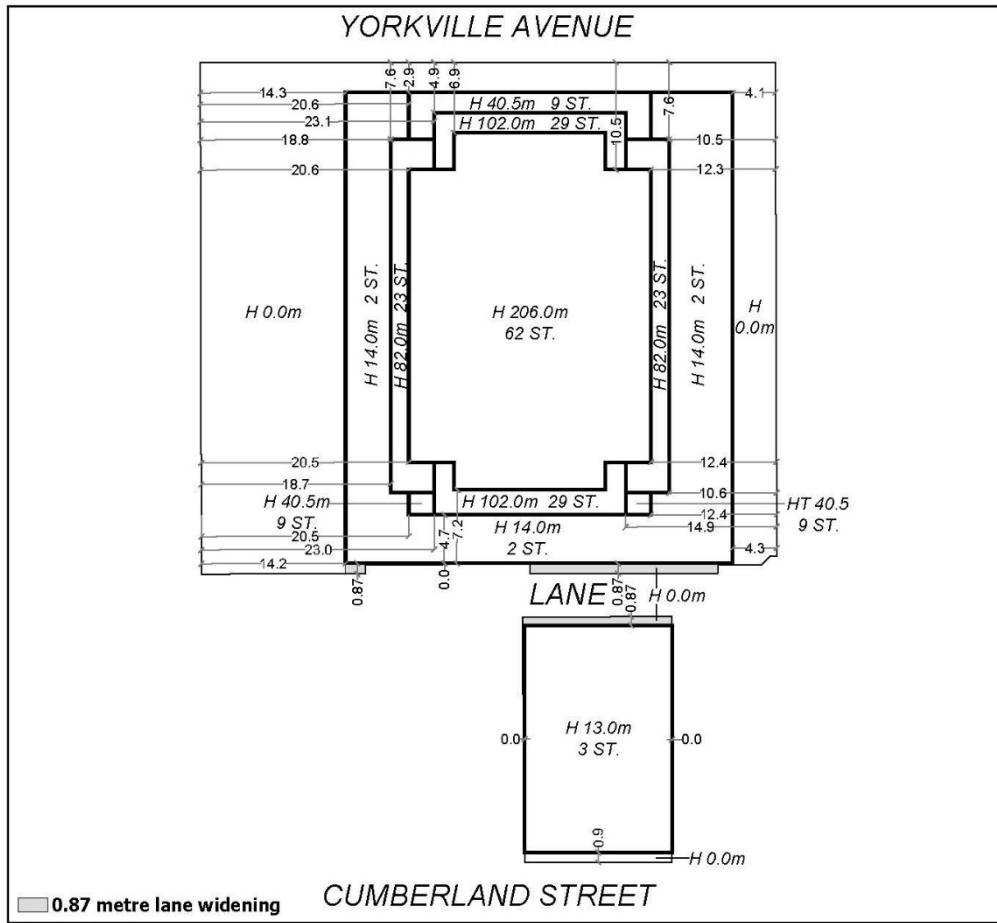 YORKVILLE AVENUE
7.6
2.9
4.9
6.9
14.3
20.6
23.1
18.8
20.6
H 40.5m 9 ST.
H 102.0m 29 ST.
10.5
7.6
4.1
10.5
12.3
H 0.0m
H 14.0m 2 ST.
H 82.0m 23 ST.
H 206.0m
62 ST.
H 82.0m 23 ST.
H 14.0m 2 ST.
H
0.0m
20.5
18.7
H 40.5m
9 ST.
20.5
23.0
14.2
H 102.0m 29 ST.
H 14.0m
2 ST.
4.7
7.2
0.0
12.4
10.6
12.4
14.9
4.3
HT 40.5
9 ST.
0.87
LANE
0.87
0.87
H 0.0m
H 13.0m
3 ST.
0.0
0.0
0.9
H 0.0m
0.87 metre lane widening
CUMBERLAND STREET